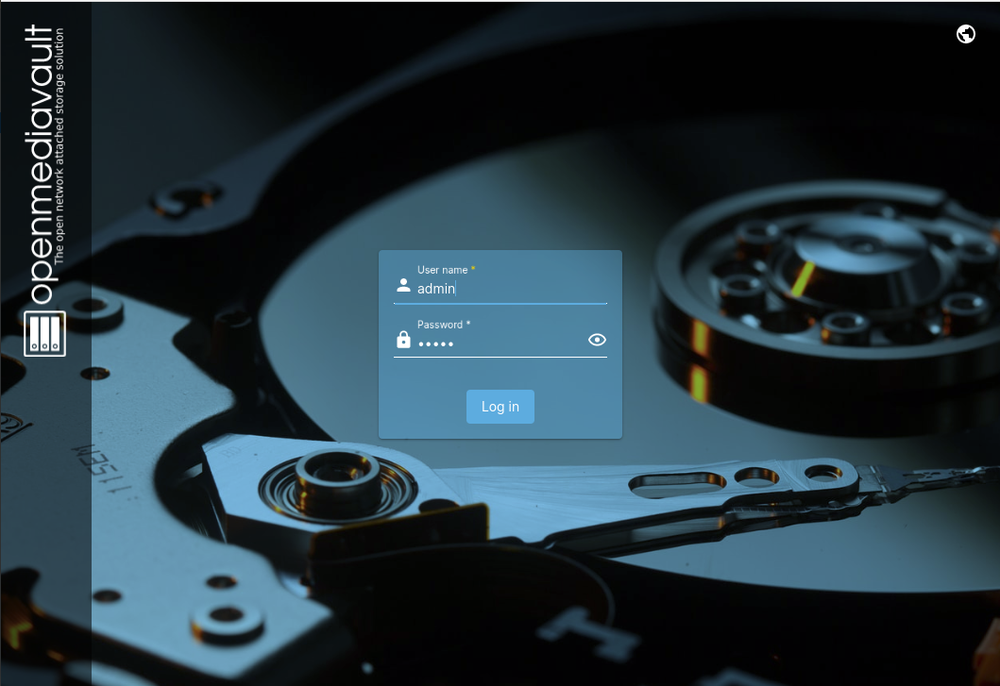 openmediavault
The open network attached storage solution
User name *
admin
Password *
•••••
Log in